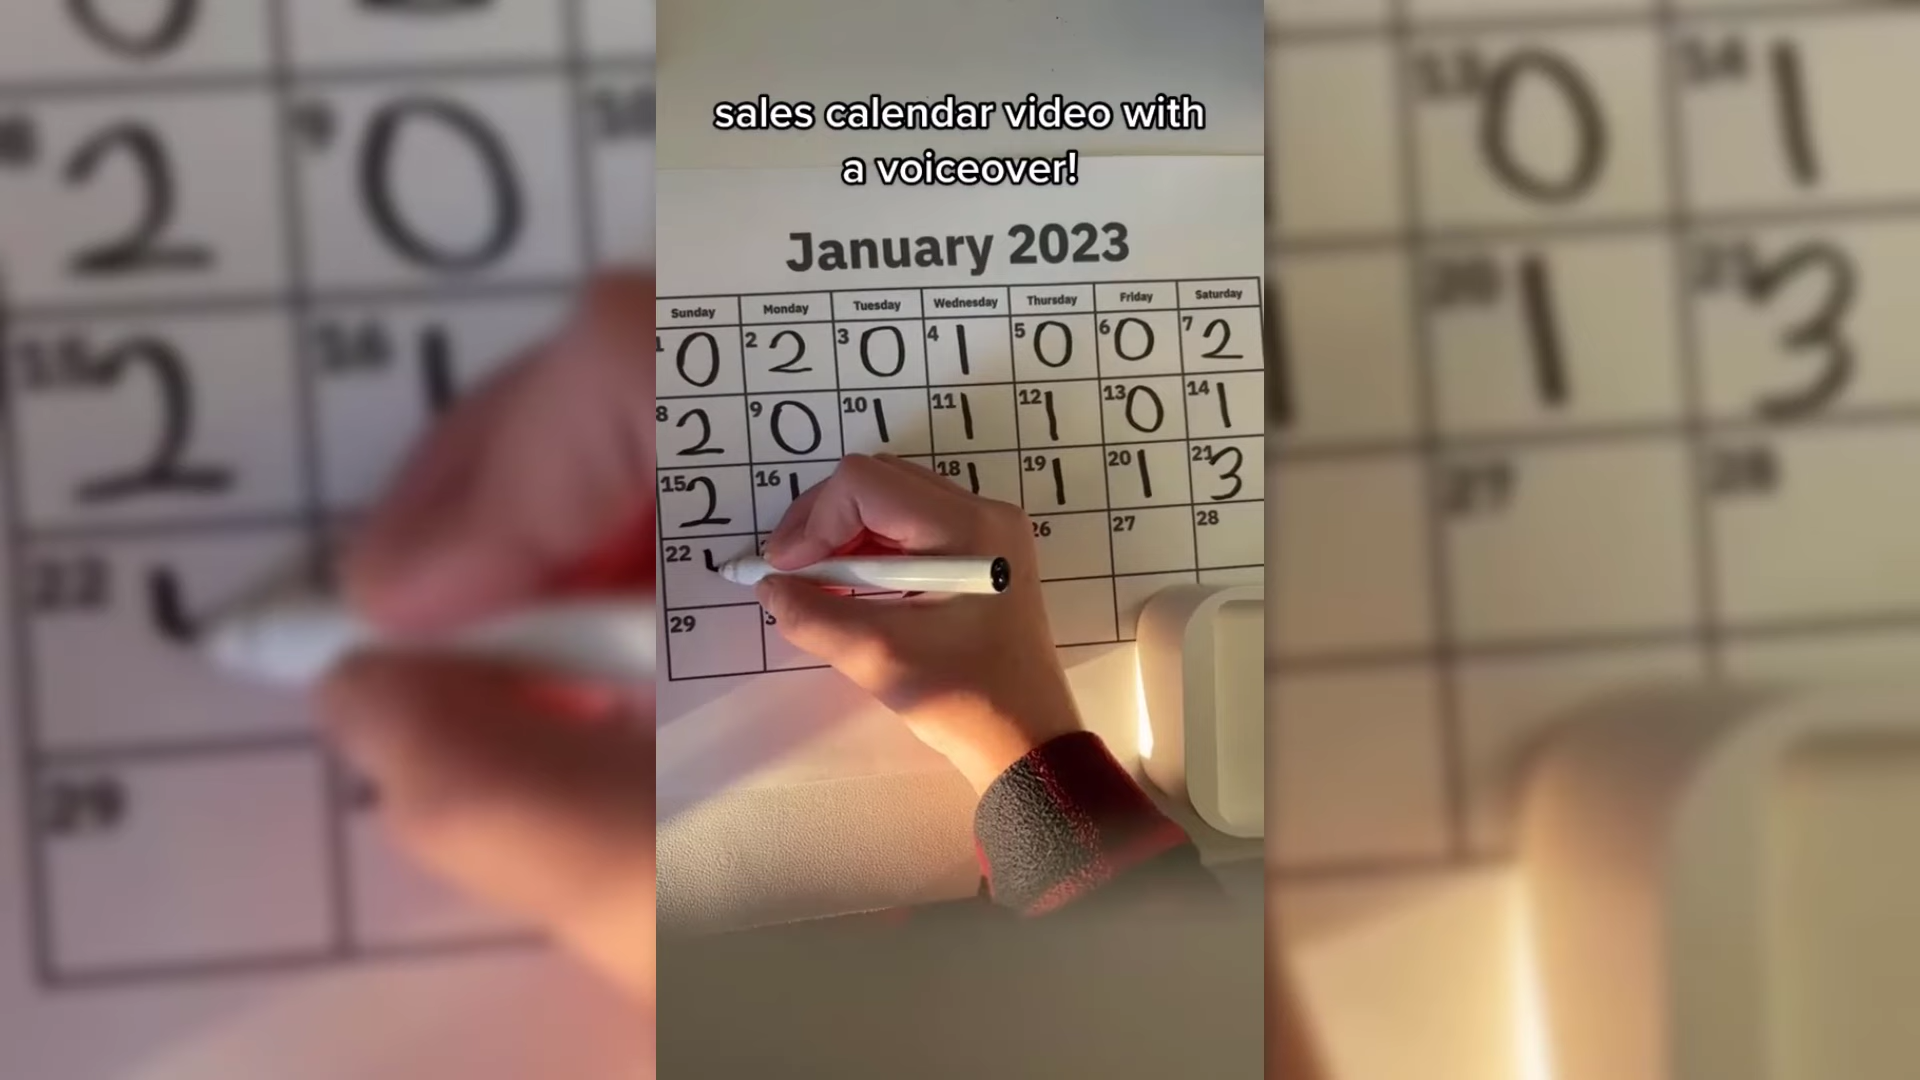 sales calendar video with
a voiceover!
January 2023
Sunday Monday Tuesday Wednesday Thursday Friday Saturday
1 0 2 2 3 0 4 1 5 0 6 0 7 2
8 2 9 0 10 1 11 1 12 1 13 0 14 1
15 2 16 1 18 1 19 1 20 1 21 3
22 26 27 28
29